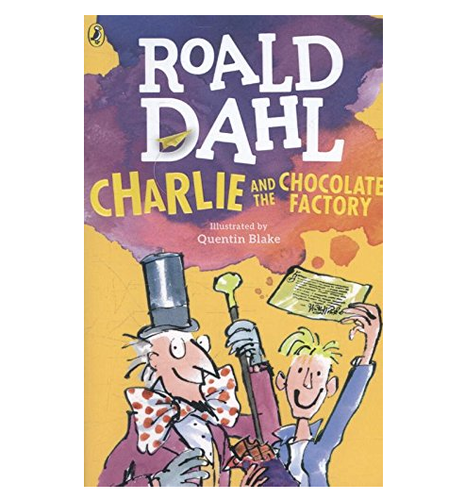 ROALD
DAHL
CHARLIE AND THE CHOCOLATE FACTORY
Illustrated by
Quentin Blake